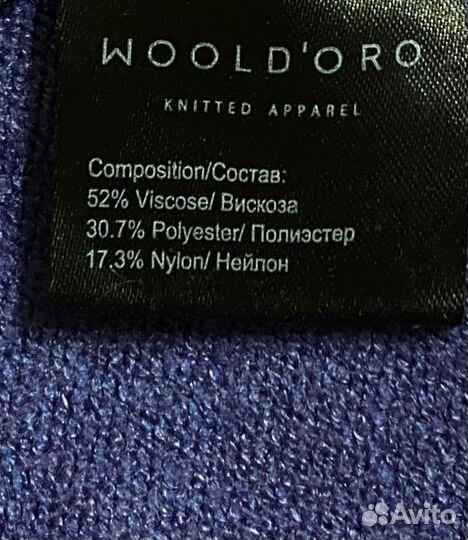 WOOLD'ORO
KNITTED APPAREL
Composition/Состав:
52% Viscose/ Вискоза
30.7% Polyester/ Полиэстер
17.3% Nylon/ Нейлон
Avito